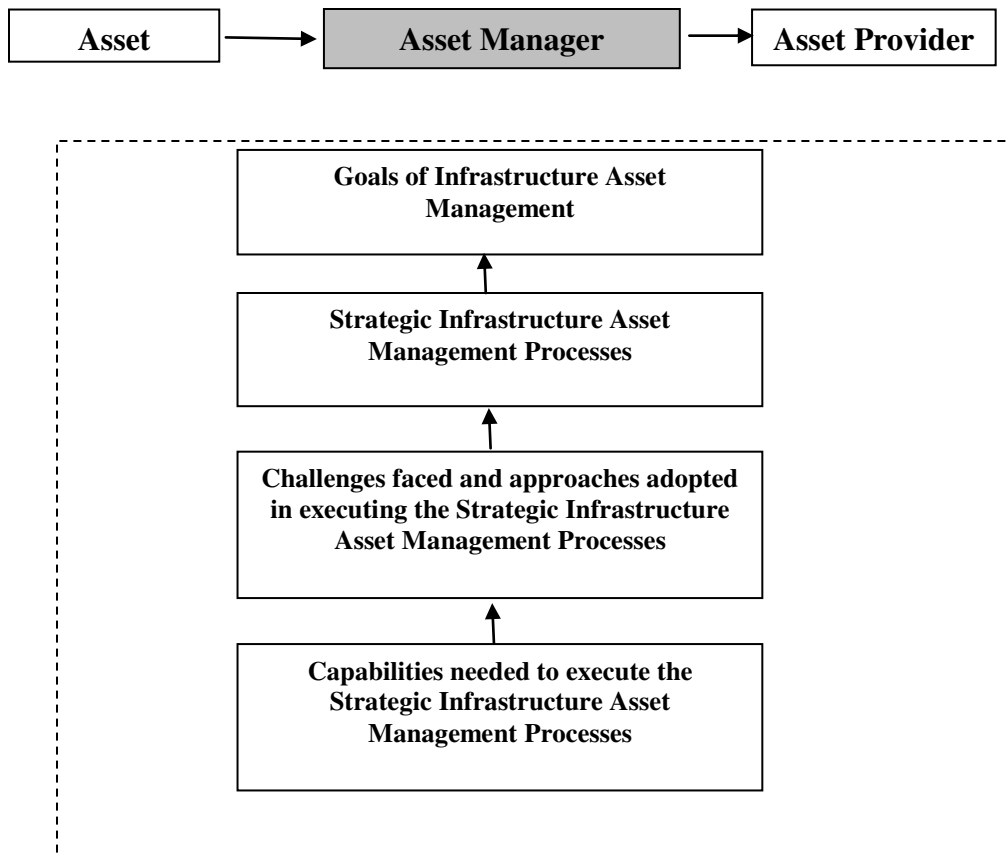 Asset
Asset Manager
Asset Provider
Goals of Infrastructure Asset
Management
Strategic Infrastructure Asset
Management Processes
Challenges faced and approaches adopted
in executing the Strategic Infrastructure
Asset Management Processes
Capabilities needed to execute the
Strategic Infrastructure Asset
Management Processes